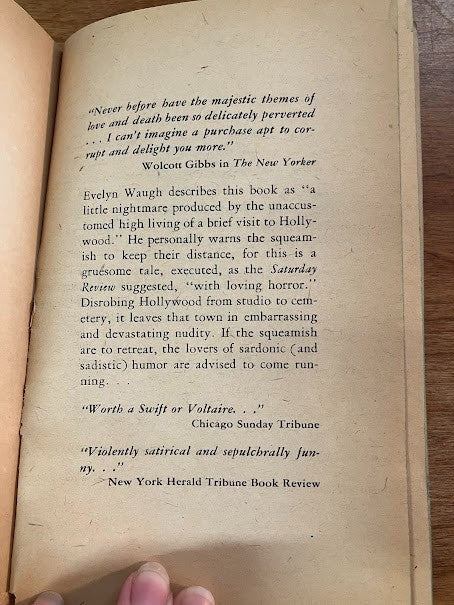 "Never before have the majestic themes of
love and death been so delicately perverted
. . . I can't imagine a purchase apt to cor-
rupt and delight you more."
Wolcott Gibbs in The New Yorker
Evelyn Waugh describes this book as "a
little nightmare produced by the unaccus-
tomed high living of a brief visit to Holly-
wood." He personally warns the squeam-
ish to keep their distance, for this is a
gruesome tale, executed, as the Saturday
Review suggested, "with loving horror."
Disrobing Hollywood from studio to cem-
etery, it leaves that town in embarrassing
and devastating nudity. If the squeamish
are to retreat, the lovers of sardonic (and
sadistic) humor are advised to come run-
ning. . .
"Worth a Swift or Voltaire. . ."
Chicago Sunday Tribune
"Violently satirical and sepulchrally fun-
ny. . ."
New York Herald Tribune Book Review